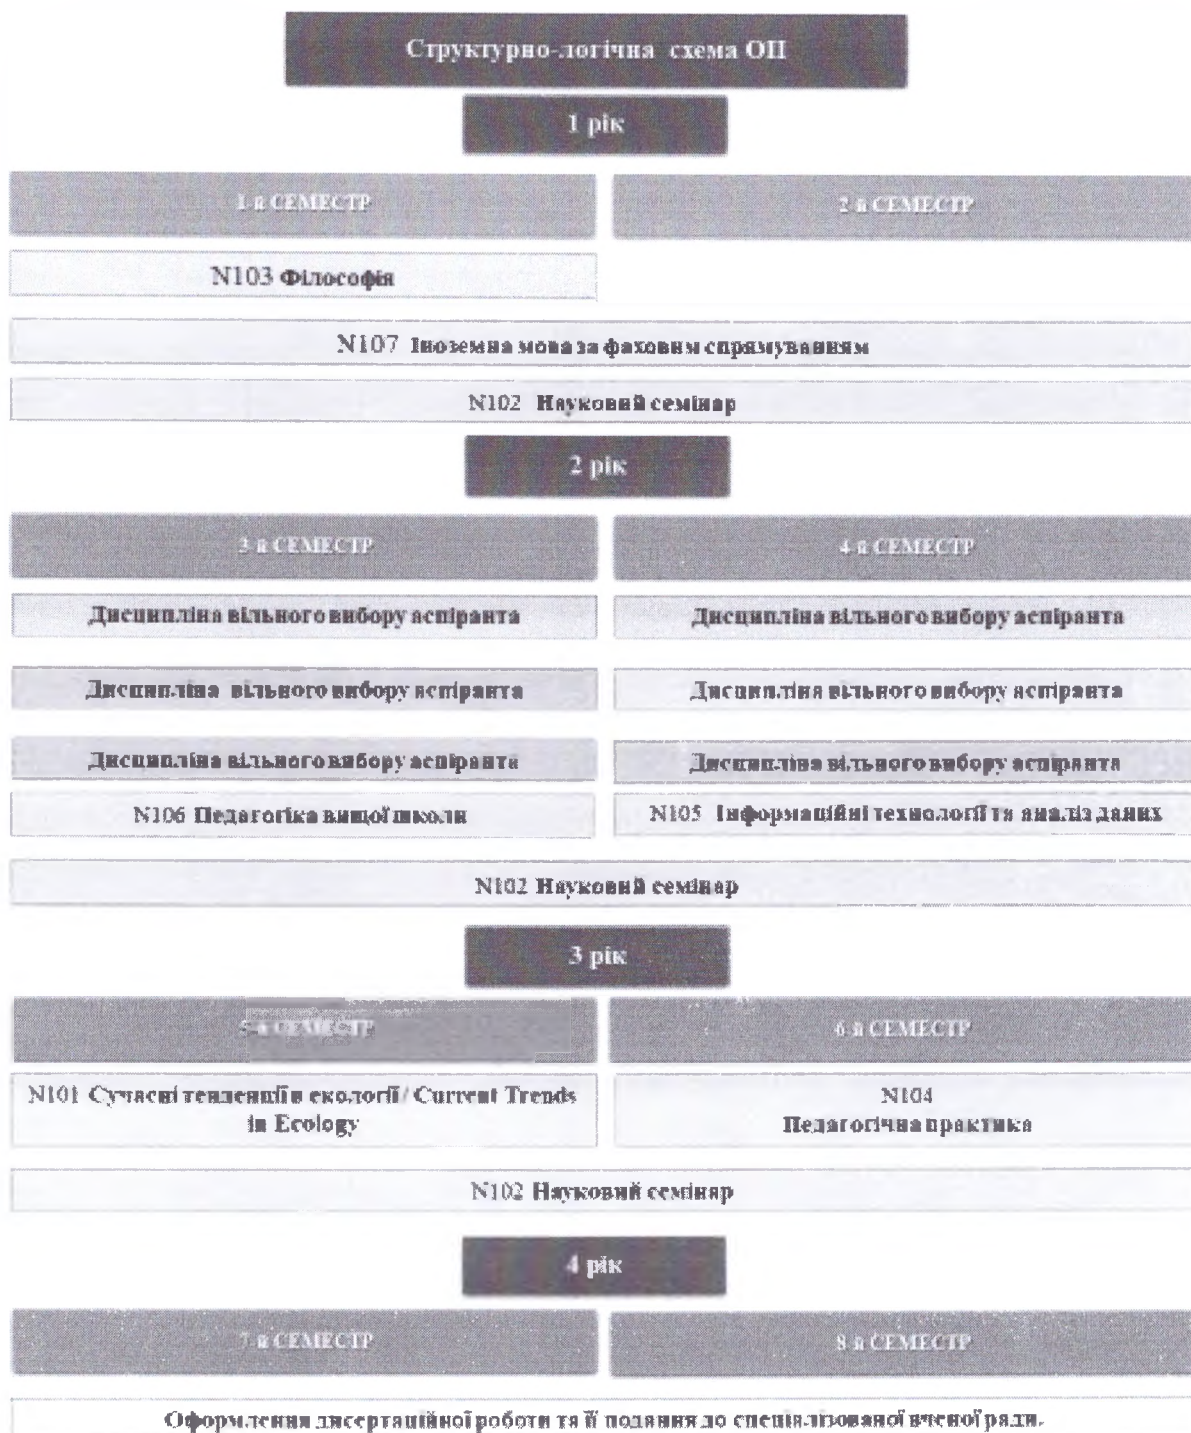 Структурно-логічна схема ОП
1 рік
1-й СЕМЕСТР
2-й СЕМЕСТР
N103 Філософія
N107 Іноземна мова за фаховим спрямуванням
N102 Науковий семінар
2 рік
3-й СЕМЕСТР
4-й СЕМЕСТР
Дисципліна вільного вибору аспіранта
Дисципліна вільного вибору аспіранта
Дисципліна вільного вибору аспіранта
Дисципліна вільного вибору аспіранта
Дисципліна вільного вибору аспіранта
Дисципліна вільного вибору аспіранта
N106 Педагогіка вищої школи
N105 Інформаційні технології та аналіз даних
N102 Науковий семінар
3 рік
5-й СЕМЕСТР
6-й СЕМЕСТР
N101 Сучасні тенденції в екології / Current Trends
in Ecology
N104
Педагогічна практика
N102 Науковий семінар
4 рік
7-й СЕМЕСТР
8-й СЕМЕСТР
Оформлення дисертаційної роботи та її подання до спеціалізованої вченої ради.